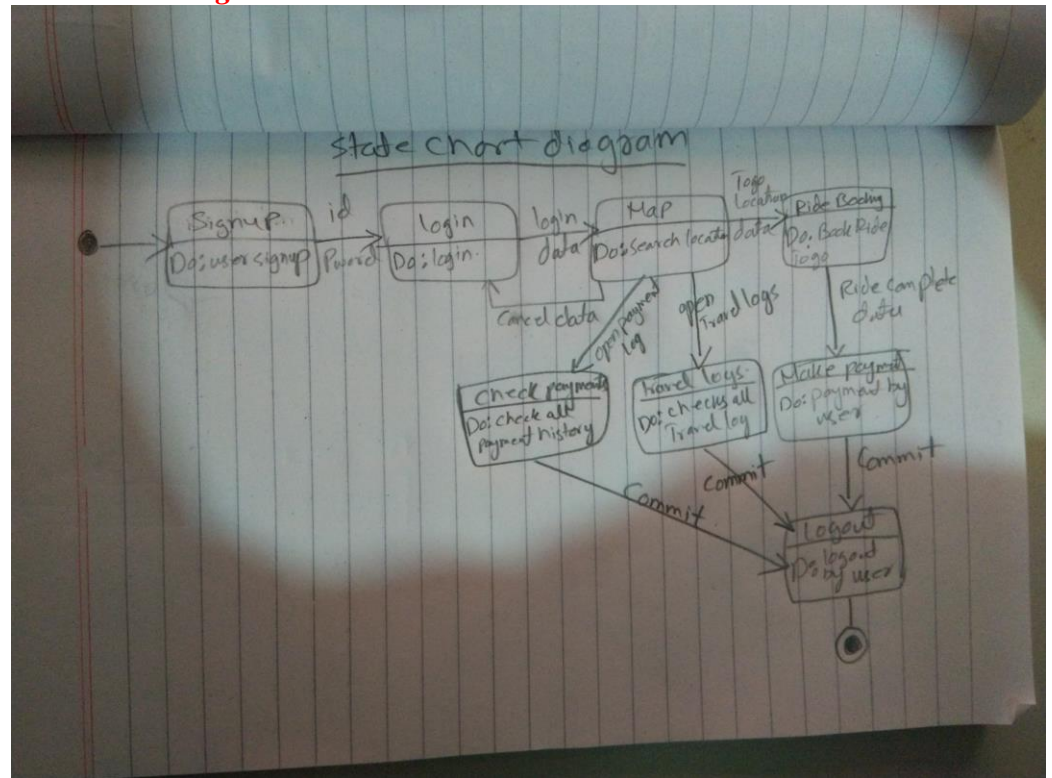 State chart diagram
Signup
Do: user signup
id
login
Do: login
login
data
Map
Do: Search locatio
Togo
Location
data
Ride Booking
Do: Book Ride
Togo
Cancel data
open payment
log
open
Travel logs
Ride complete
data
Check payments
Do: check all
payment history
Travel logs
Do: checks all
Travel log
Make payment
Do: payment by
user
Commit
Commit
Commit
Logout
Do: logout
by user